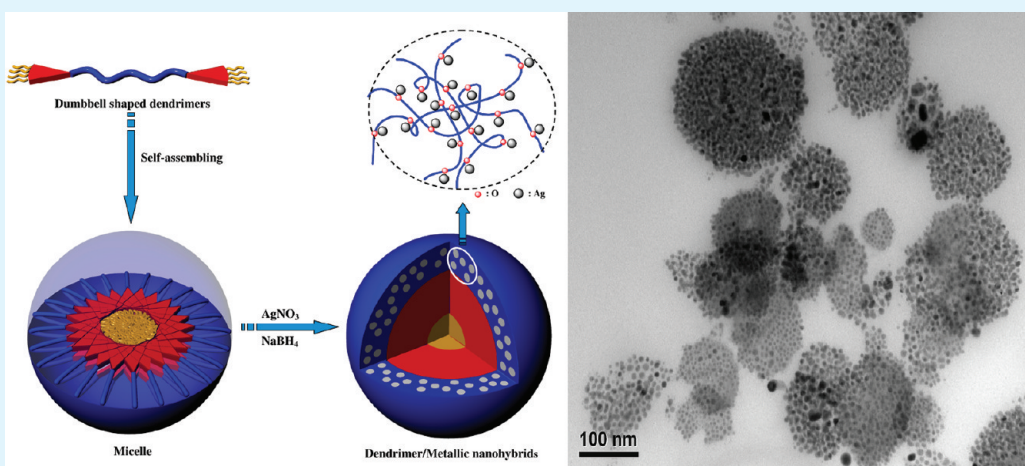 Dumbbell shaped dendrimers
Self-assembling
Micelle
AgNO3
NaBH4
: O : Ag
Dendrimer/Metallic nanohybrids
100 nm